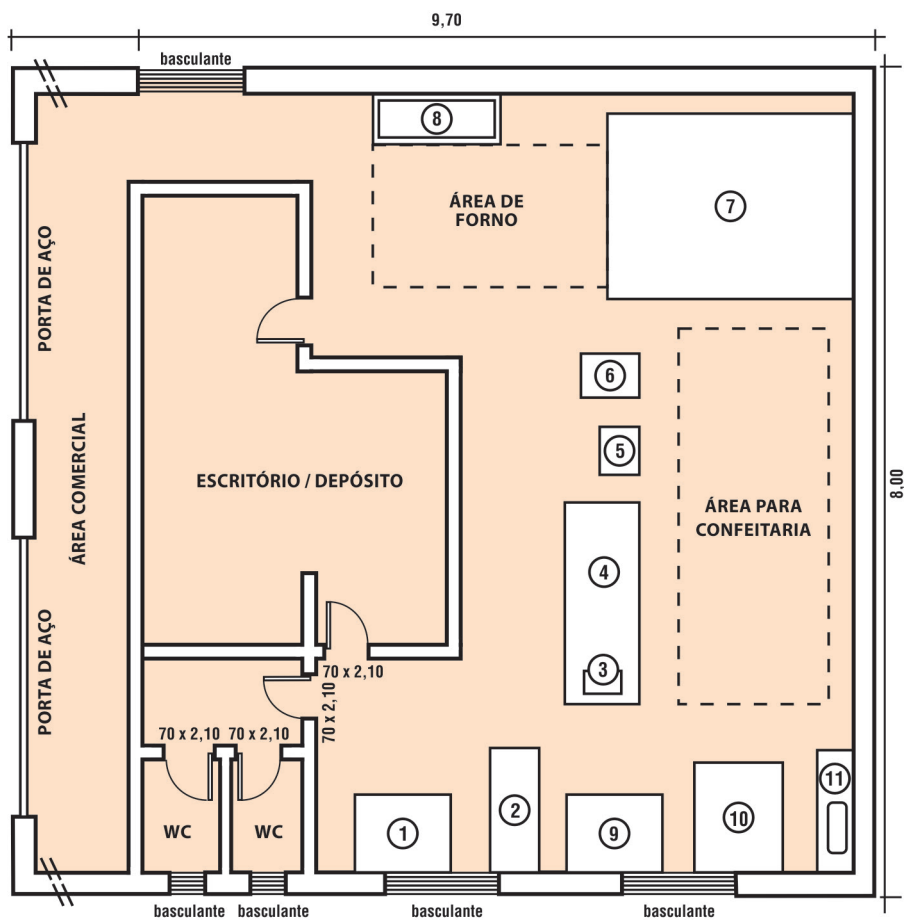 9,70
basculante
8
ÁREA DE
FORNO
7
PORTA DE AÇO
6
5
ÁREA COMERCIAL
ESCRITÓRIO / DEPÓSITO
8,00
ÁREA PARA
CONFEITARIA
4
3
PORTA DE AÇO
70 x 2,10
70 x 2,10
70 x 2,10
70 x 2,10
WC
WC
1
2
9
10
11
basculante
basculante
basculante
basculante